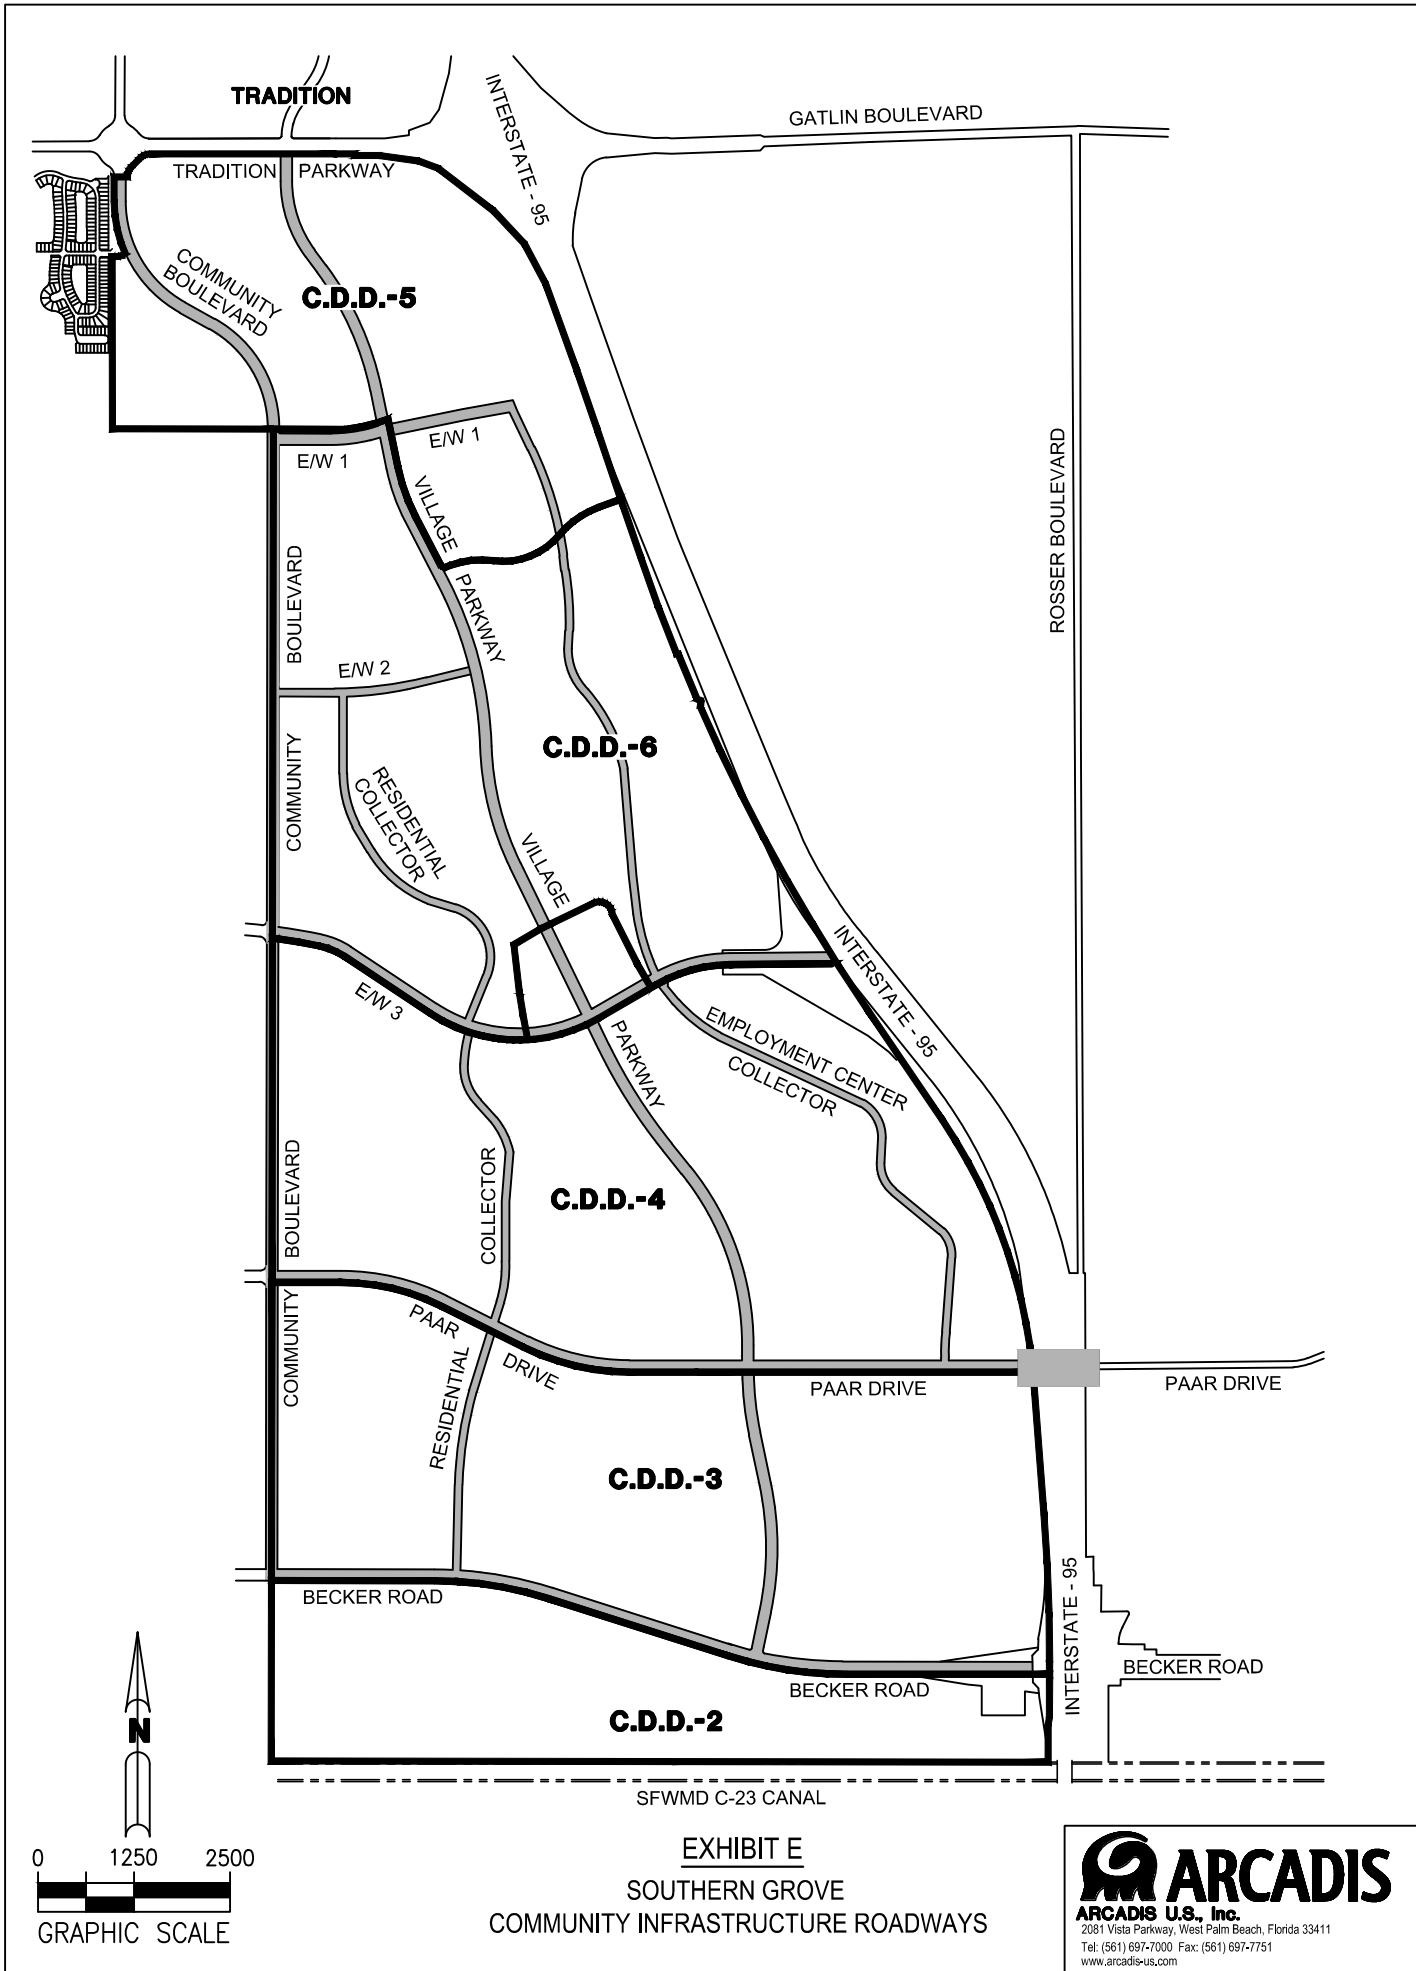 TRADITION
INTERSTATE - 95
GATLIN BOULEVARD
TRADITION PARKWAY
COMMUNITY
BOULEVARD
C.D.D.-5
E/W 1
E/W 1
VILLAGE
PARKWAY
ROSSER BOULEVARD
BOULEVARD
COMMUNITY
E/W 2
C.D.D.-6
RESIDENTIAL
COLLECTOR
VILLAGE
PARKWAY
E/W 3
INTERSTATE - 95
EMPLOYMENT CENTER
COLLECTOR
BOULEVARD
COMMUNITY
COLLECTOR
RESIDENTIAL
C.D.D.-4
PAAR
DRIVE
PAAR DRIVE
PAAR DRIVE
C.D.D.-3
BECKER ROAD
INTERSTATE - 95
BECKER ROAD
BECKER ROAD
C.D.D.-2
N
SFWMD C-23 CANAL
0 1250 2500
GRAPHIC SCALE
EXHIBIT E
SOUTHERN GROVE
COMMUNITY INFRASTRUCTURE ROADWAYS
ARCADIS
ARCADIS U.S., Inc.
2081 Vista Parkway, West Palm Beach, Florida 33411
Tel: (561) 697-7000 Fax: (561) 697-7751
www.arcadis-us.com